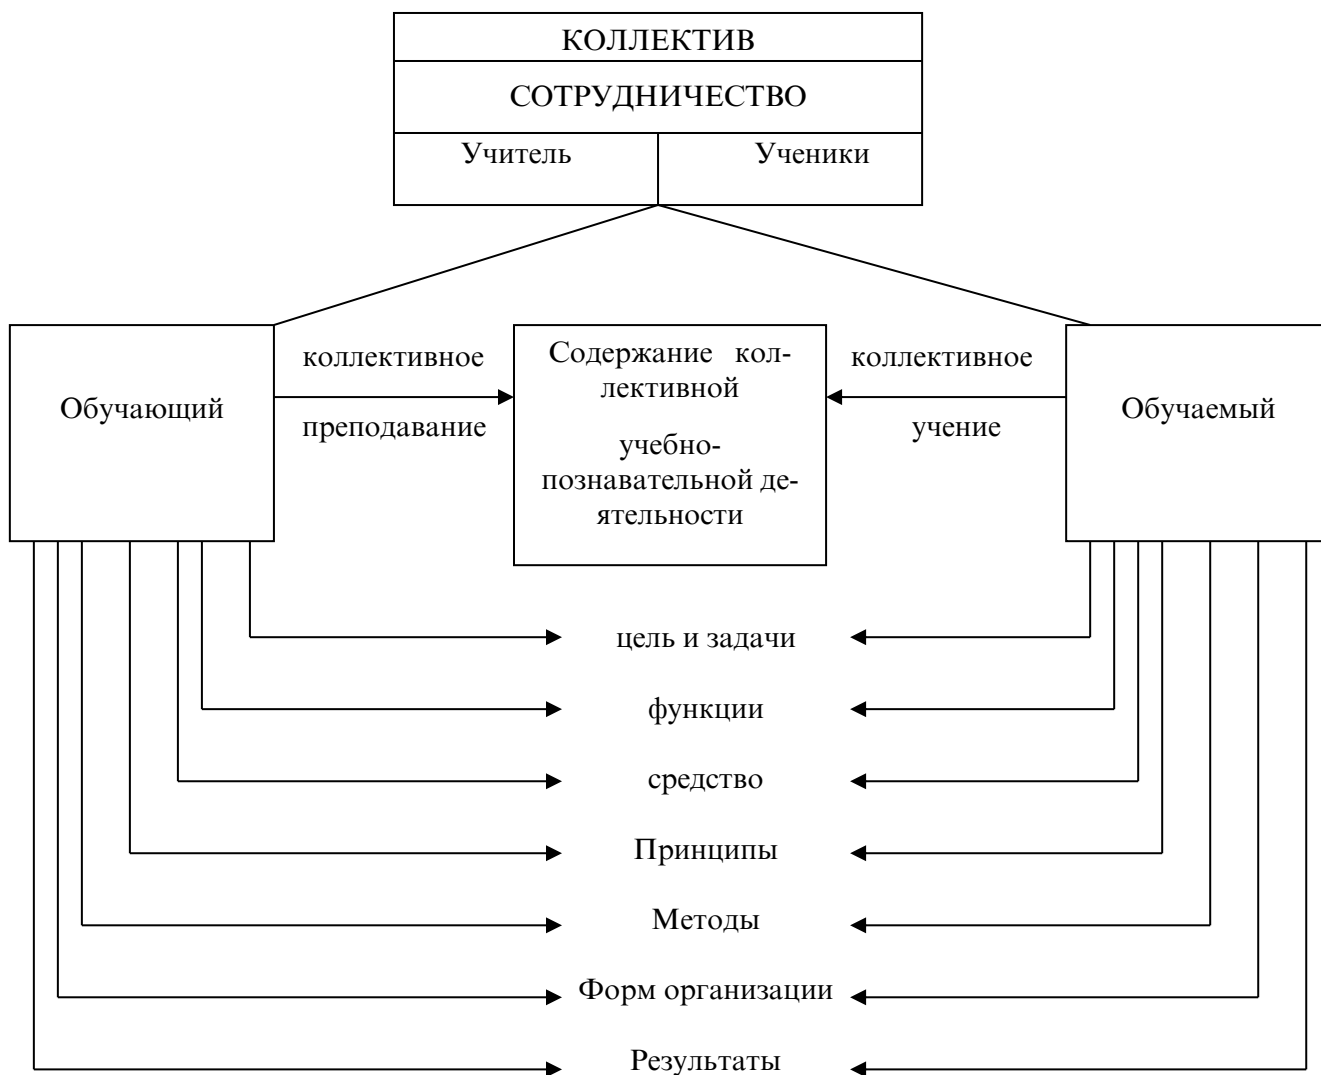 КОЛЛЕКТИВ
СОТРУДНИЧЕСТВО
Учитель
Ученики
Обучающий
коллективное
преподавание
Содержание кол-
лективной
учебно-
познавательной де-
ятельности
коллективное
учение
Обучаемый
цель и задачи
функции
средство
Принципы
Методы
Форм организации
Результаты